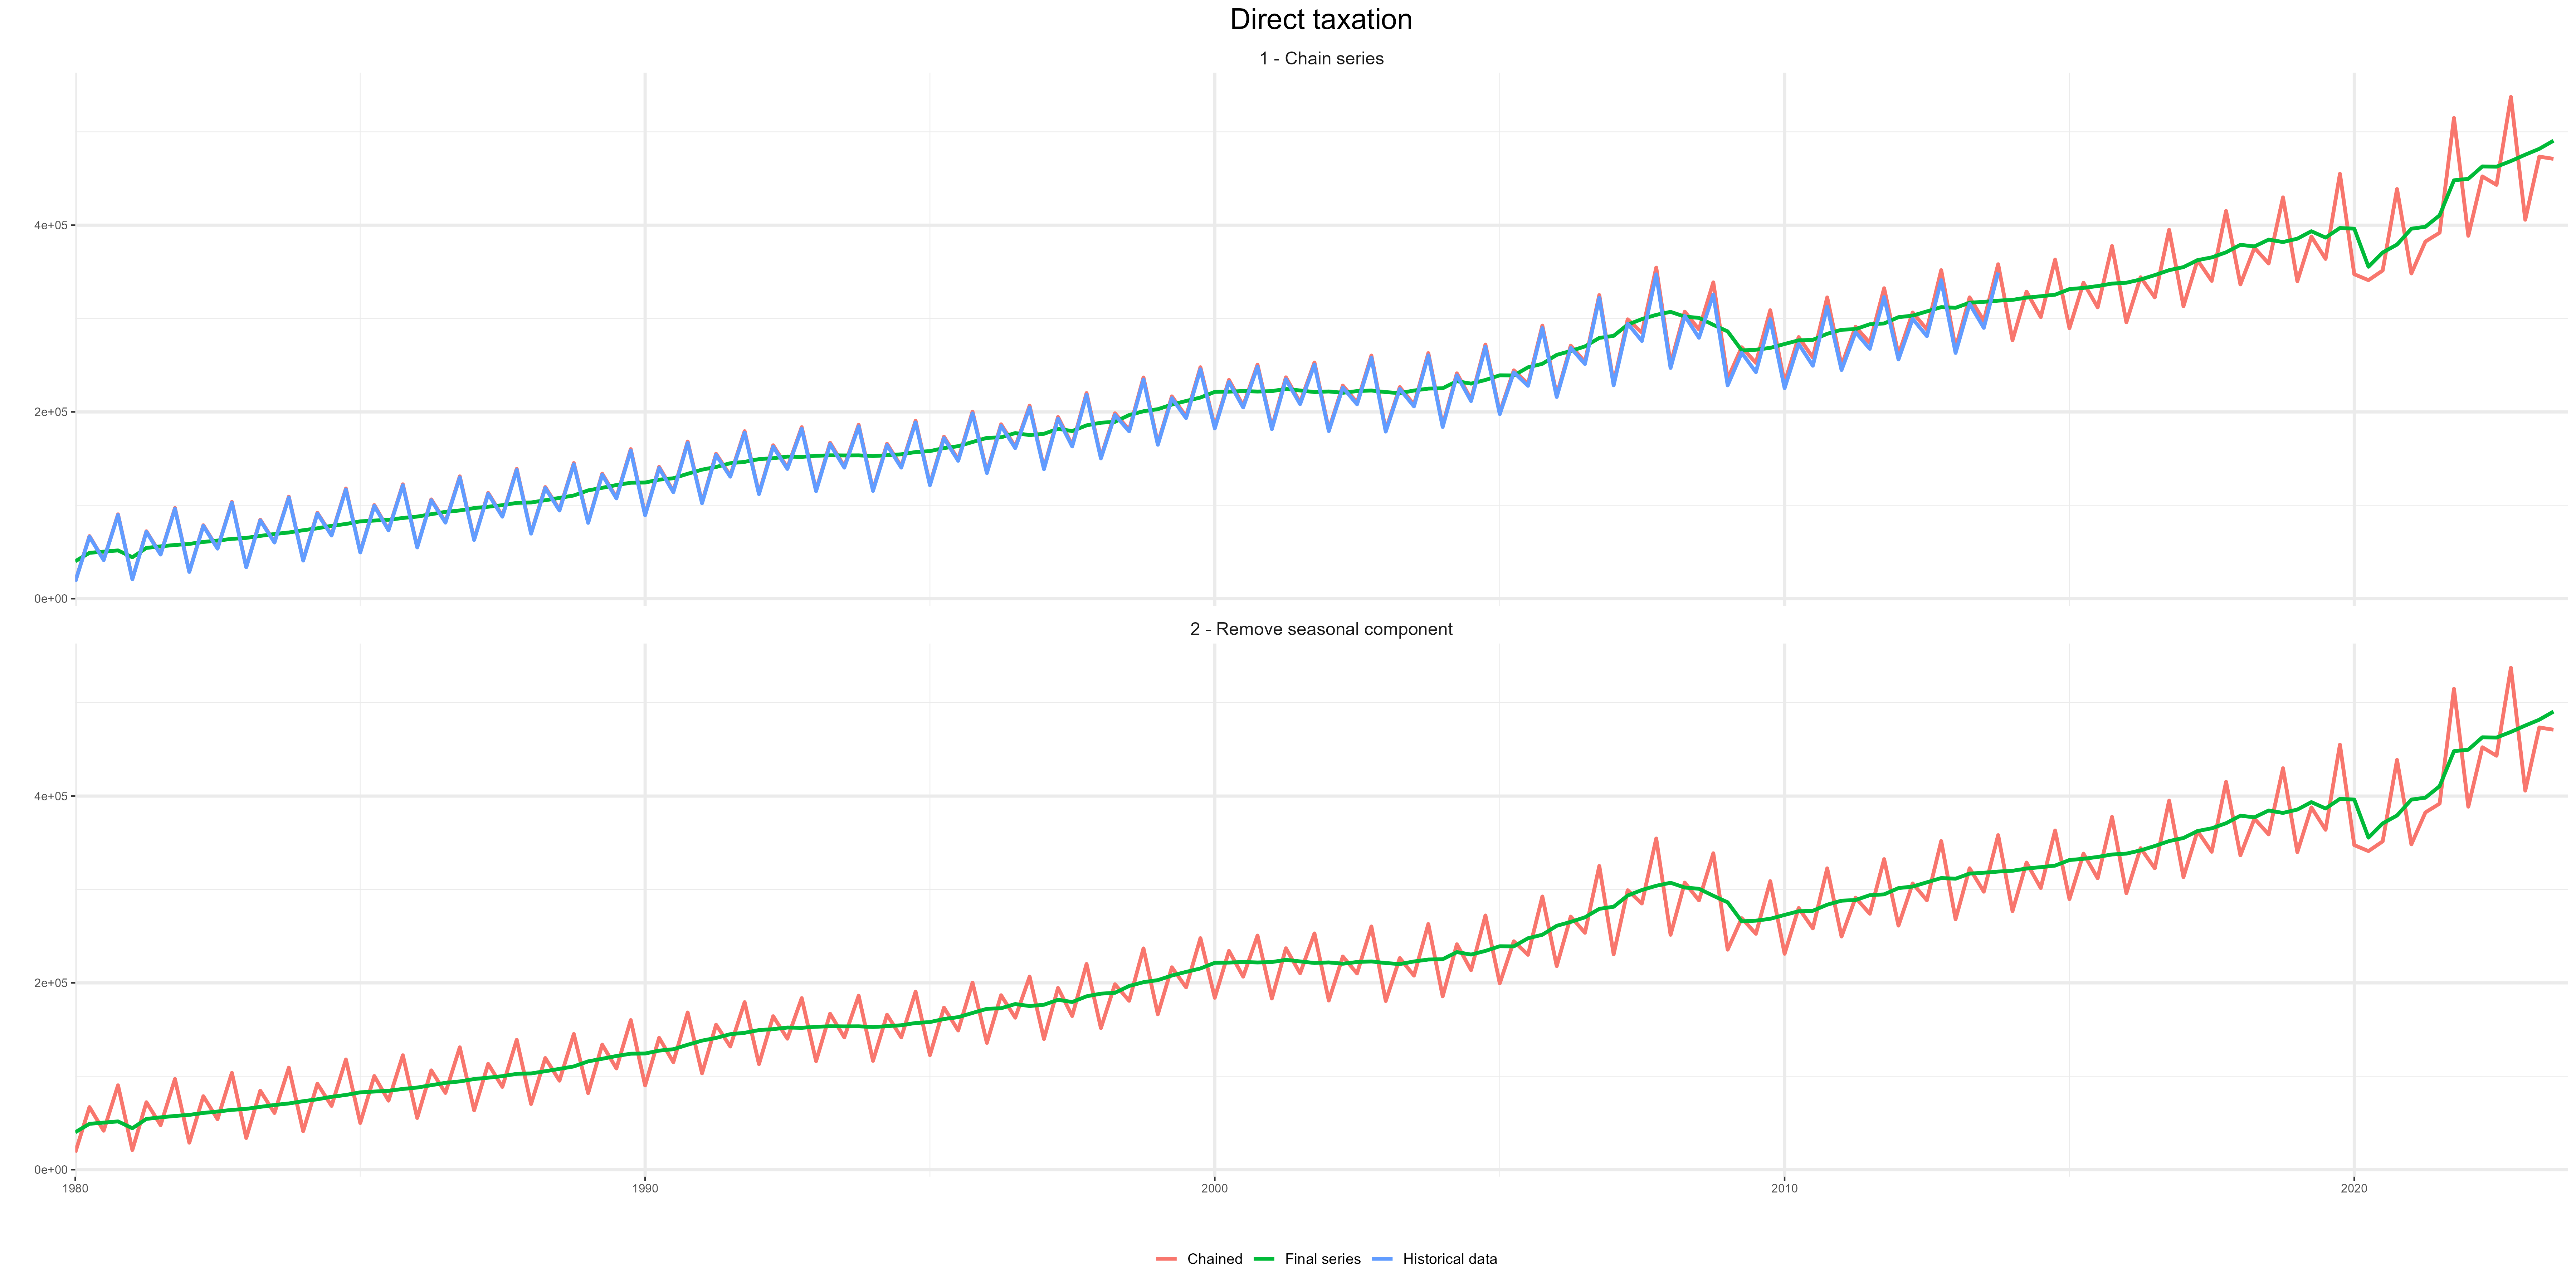 Direct taxation
1 - Chain series
4e+05
2e+05
0e+00
2 - Remove seasonal component
4e+05
2e+05
0e+00
1980 1990 2000 2010 2020
Chained Final series Historical data